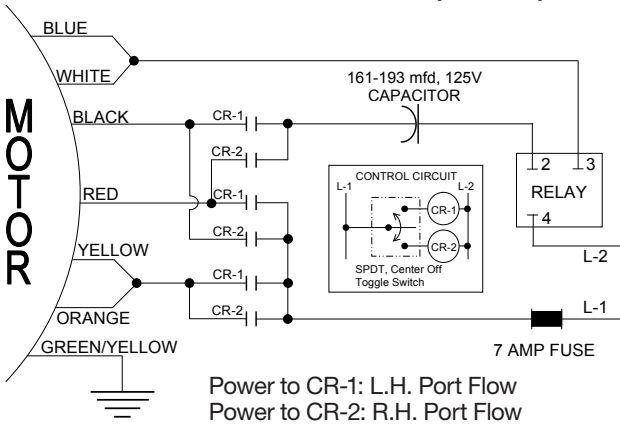 BLUE
WHITE
161-193 mfd, 125V
CAPACITOR
MOTOR
BLACK
CR-1
CR-2
CONTROL CIRCUIT
L-1
L-2
CR-1
CR-2
SPDT, Center Off
Toggle Switch
2
3
RELAY
4
L-2
RED
CR-1
CR-2
YELLOW
CR-1
CR-2
ORANGE
L-1
7 AMP FUSE
GREEN/YELLOW
Power to CR-1: L.H. Port Flow
Power to CR-2: R.H. Port Flow